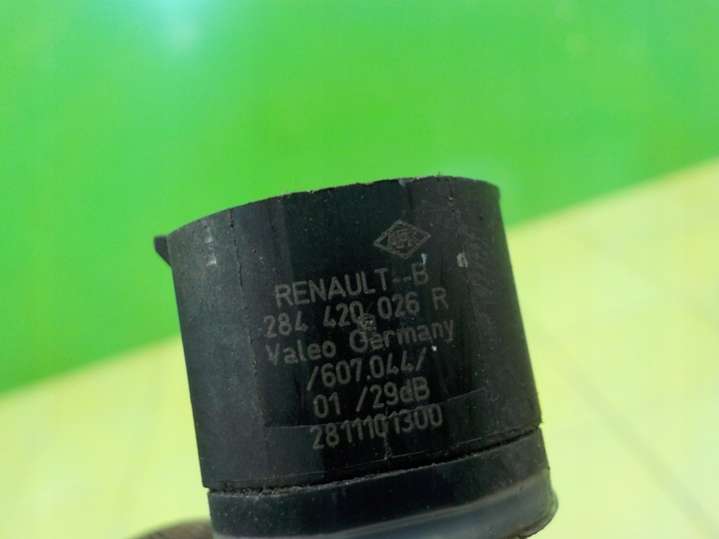 RENAULT--B
284 420 026 R
Valeo Germany
/607.044/
01 /29dB
2811101300